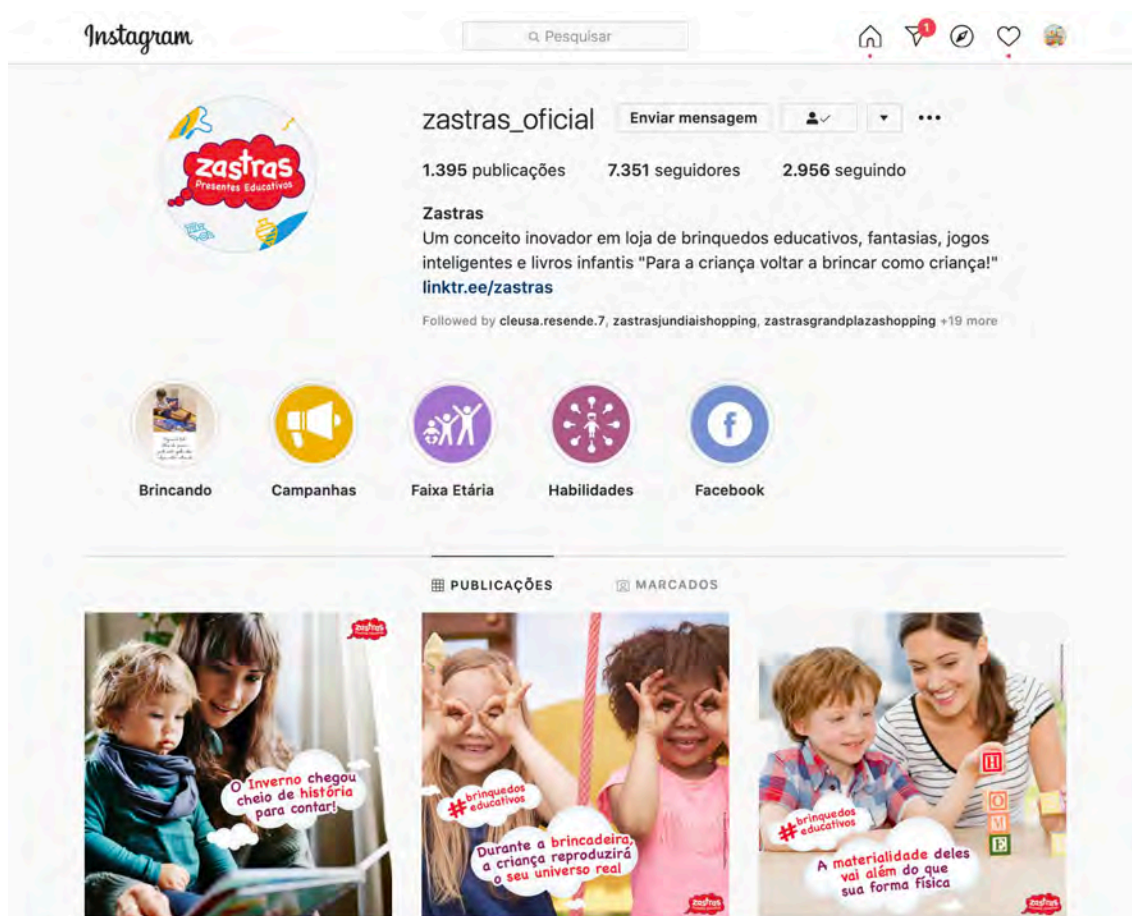 Instagram
Pesquisar
1
zastras
Presentes Educativos
zastras_oficial
Enviar mensagem
1.395 publicações 7.351 seguidores 2.956 seguindo
Zastras
Um conceito inovador em loja de brinquedos educativos, fantasias, jogos
inteligentes e livros infantis "Para a criança voltar a brincar como criança!"
linktr.ee/zastras
Followed by cleusa.resende.7, zastrasjundiaishopping, zastrasgrandplazashopping +19 more
f
Brincando
Campanhas
Faixa Etária
Habilidades
Facebook
PUBLICAÇÕES
MARCADOS
zastras
O Inverno chegou
cheio de história
para contar!
#brinquedos
educativos
Durante a brincadeira,
a criança reproduzirá
o seu universo real
zastras
H
O
M
E
#brinquedos
educativos
A materialidade deles
vai além do que
sua forma física
zastras